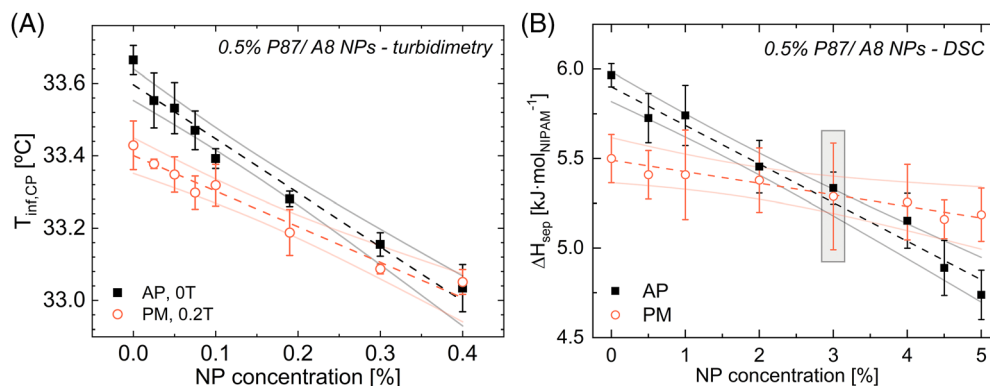 (A)
0.5% P87/ A8 NPs - turbidimetry
33.6
33.4
33.2
33.0
T_inf,CP [ºC]
AP, 0T
PM, 0.2T
0.0 0.1 0.2 0.3 0.4
NP concentration [%]
(B)
0.5% P87/ A8 NPs - DSC
6.0
5.5
5.0
4.5
ΔH_sep [kJ·mol_NIPAM⁻¹]
AP
PM
0 1 2 3 4 5
NP concentration [%]